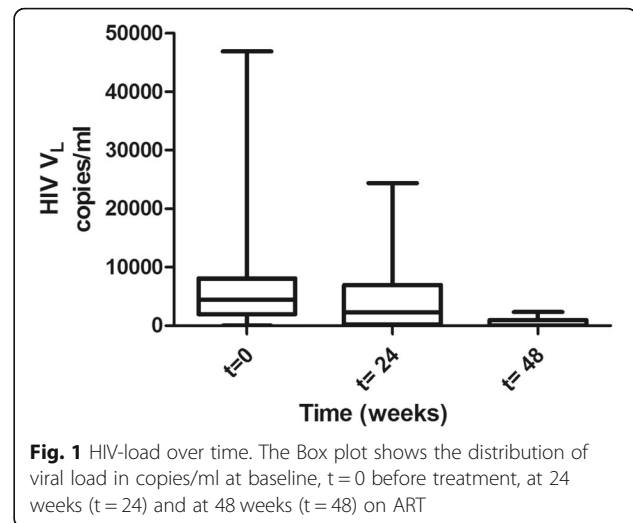 50000
40000
30000
20000
10000
0
HIV V_L
copies/ml
t=0
t= 24
t= 48
Time (weeks)
Fig. 1 HIV-load over time. The Box plot shows the distribution of
viral load in copies/ml at baseline, t = 0 before treatment, at 24
weeks (t = 24) and at 48 weeks (t = 48) on ART